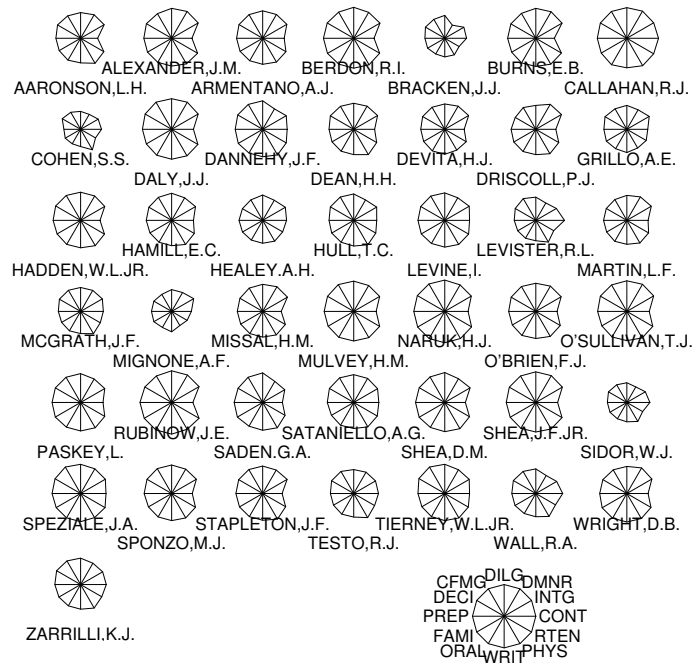 ALEXANDER,J.M. BERDON,R.I. BURNS,E.B.
AARONSON,L.H. ARMENTANO,A.J. BRACKEN,J.J. CALLAHAN,R.J.
COHEN,S.S. DANNEHY,J.F. DEVITA,H.J. GRILLO,A.E.
DALY,J.J. DEAN,H.H. DRISCOLL,P.J.
HAMILL,E.C. HULL,T.C. LEVISTER,R.L.
HADDEN,W.L.JR. HEALEY.A.H. LEVINE,I. MARTIN,L.F.
MCGRATH,J.F. MISSAL,H.M. NARUK,H.J. O'SULLIVAN,T.J.
MIGNONE,A.F. MULVEY,H.M. O'BRIEN,F.J.
RUBINOW,J.E. SATANIELLO,A.G. SHEA,J.F.JR.
PASKEY,L. SADEN.G.A. SHEA,D.M. SIDOR,W.J.
SPEZIALE,J.A. STAPLETON,J.F. TIERNEY,W.L.JR. WRIGHT,D.B.
SPONZO,M.J. TESTO,R.J. WALL,R.A.
ZARRILLI,K.J.
DILG
CFMG DMNR
DECI INTG
PREP CONT
FAMI RTEN
ORAL PHYS
WRIT